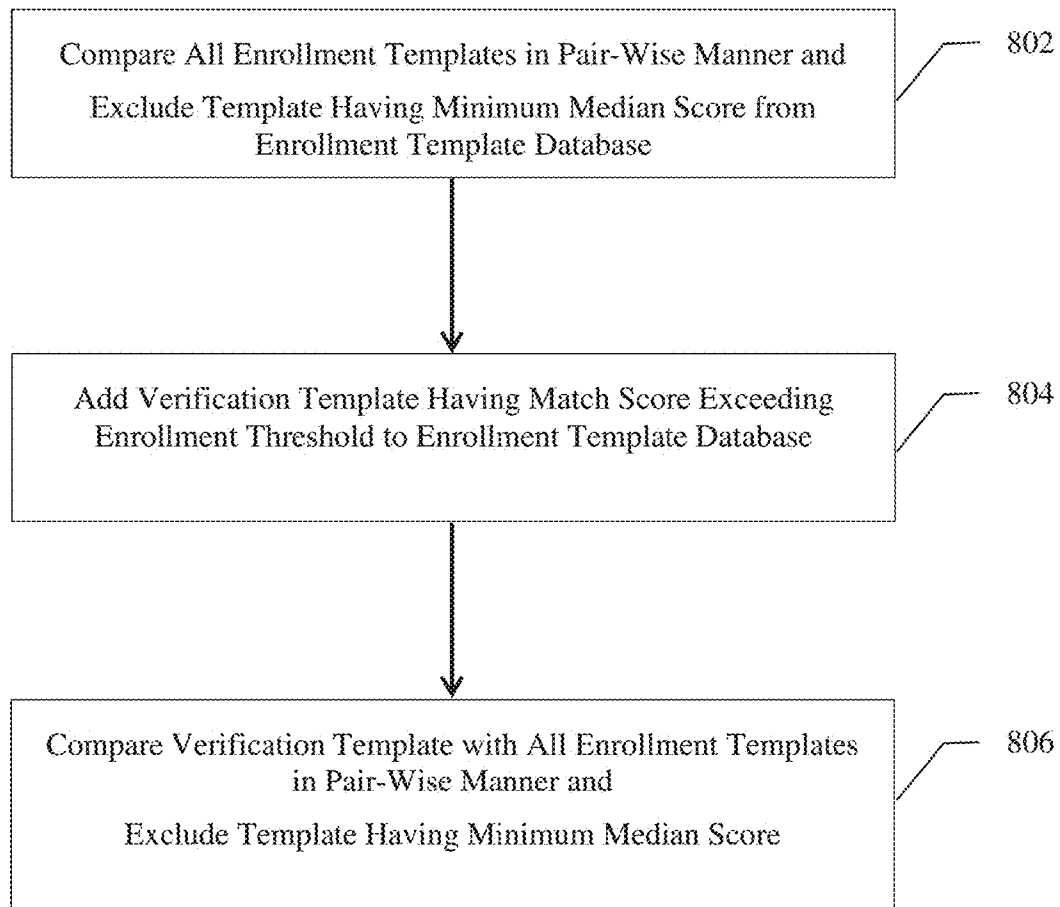 Compare All Enrollment Templates in Pair-Wise Manner and
Exclude Template Having Minimum Median Score from
Enrollment Template Database
802
Add Verification Template Having Match Score Exceeding
Enrollment Threshold to Enrollment Template Database
804
Compare Verification Template with All Enrollment Templates
in Pair-Wise Manner and
Exclude Template Having Minimum Median Score
806